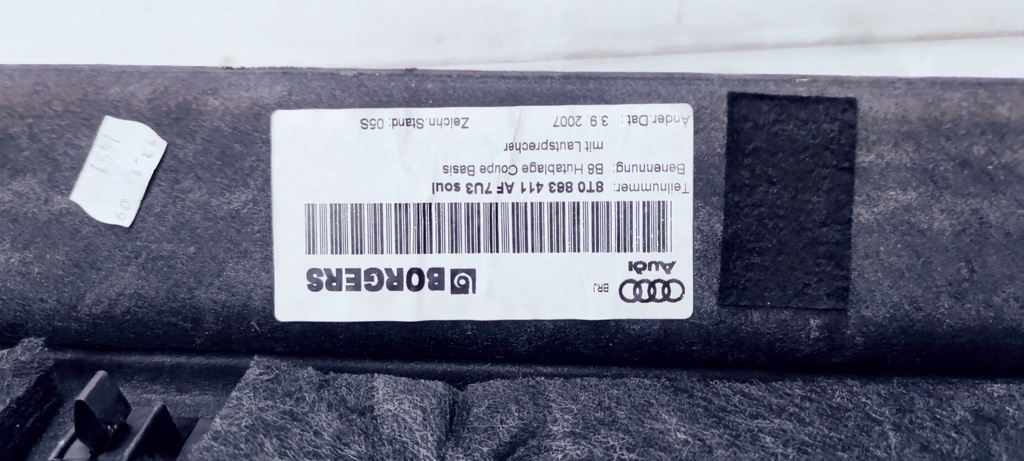 Audi
BRJ
BORGERS
Teilnummer: 8T0 863 411 AF 7U3 soul
Benennung: B8 Hutablage Coupe Basis
mit Lautsprecher
Änder.Dat: 3.9 2007 Zeichn.Stand: 05S